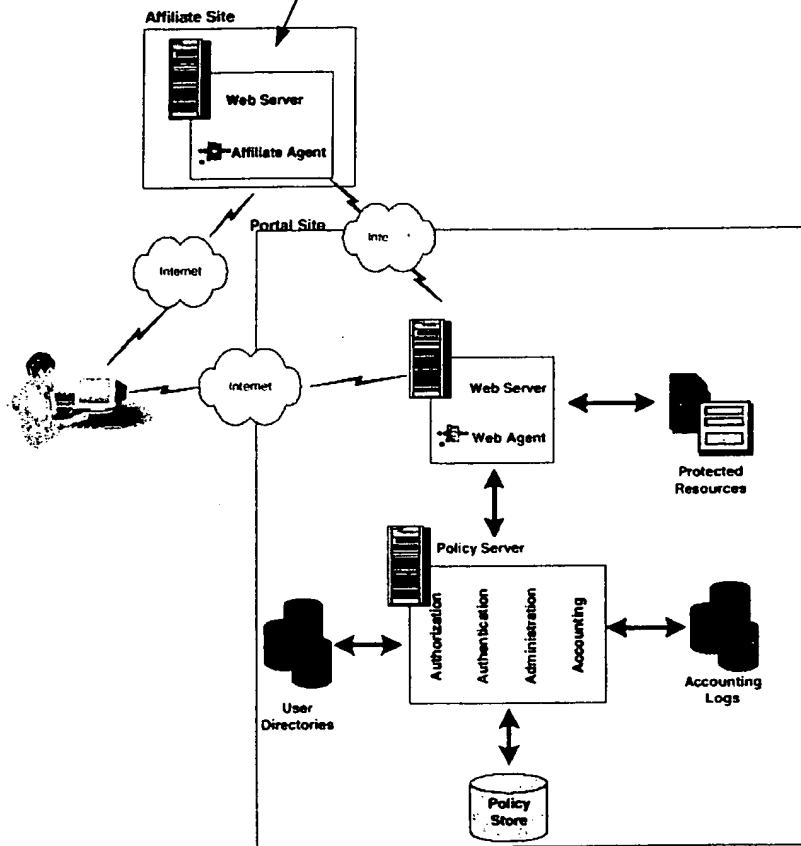 Affiliate Site
Web Server
Affiliate Agent
Portal Site
Internet
Internet
Web Server
Web Agent
Protected
Resources
Policy Server
Authorization
Authentication
Administration
Accounting
User
Directories
Accounting
Logs
Policy
Store